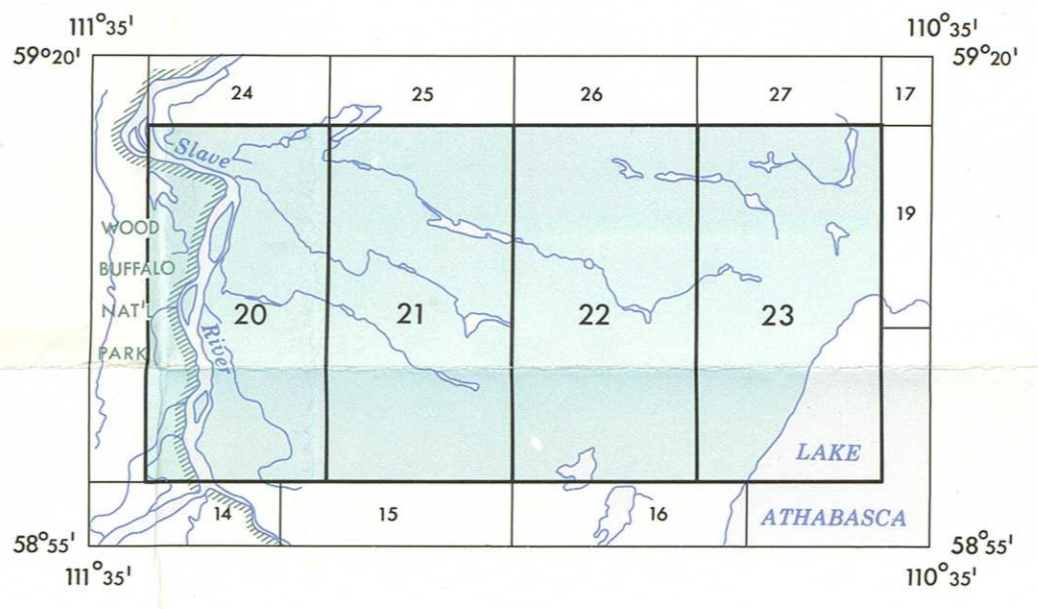 111°35' 110°35'
59°20' 59°20'
24 25 26 27 17
Slave
19
WOOD
BUFFALO
NAT'L
PARK
River
20 21 22 23
LAKE
14 15 16 ATHABASCA
58°55' 58°55'
111°35' 110°35'